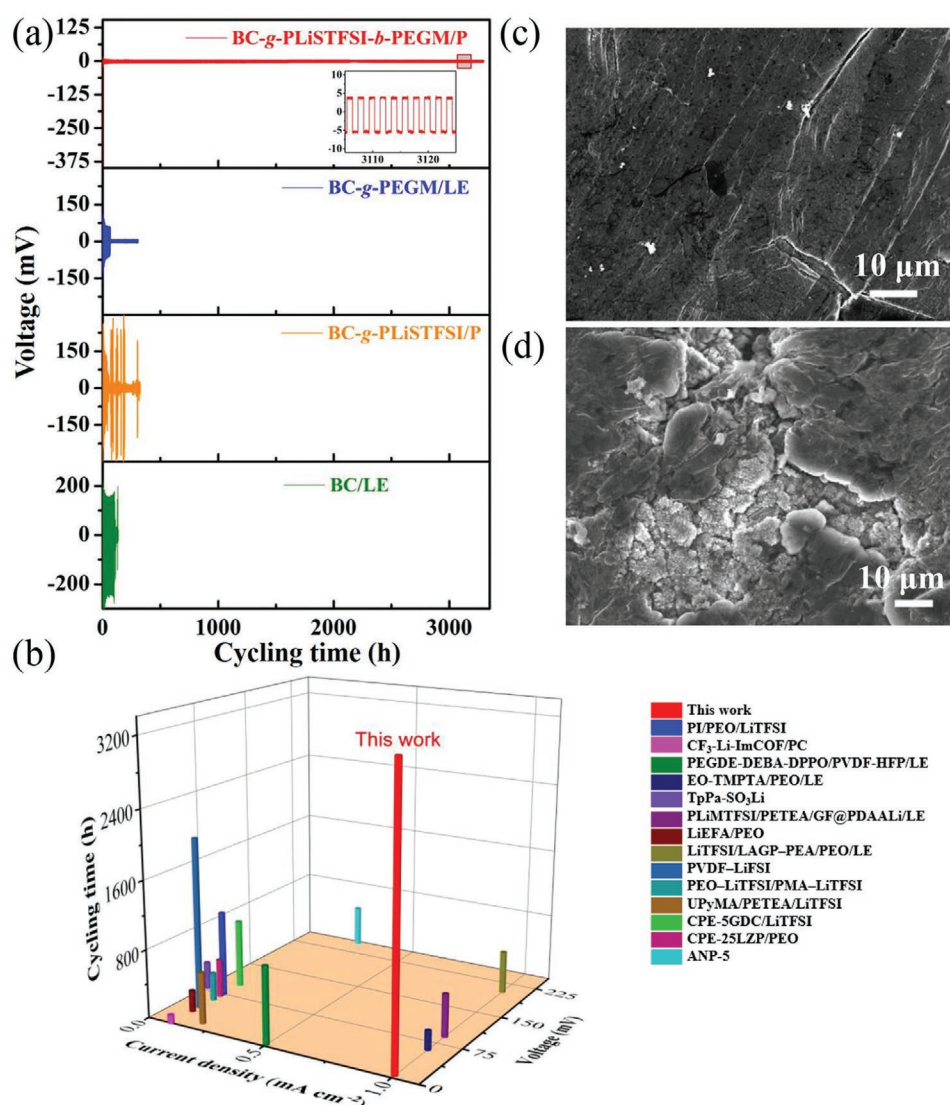 (a)
125
0
-125
-250
-375
BC-g-PLiSTFSI-b-PEGM/P
10
5
0
-5
-10
3110 3120
150
0
-150
BC-g-PEGM/LE
150
0
-150
BC-g-PLiSTFSI/P
200
0
-200
BC/LE
Voltage (mV)
0 1000 2000 3000
Cycling time (h)
(c)
10 μm
(d)
10 μm
(b)
3200
2400
1600
800
Cycling time (h)
0.0
0.5
1.0
Current density (mA cm⁻²)
0
75
150
225
Voltage (mV)
This work
This work
PI/PEO/LiTFSI
CF₃-Li-ImCOF/PC
PEGDE-DEBA-DPPO/PVDF-HFP/LE
EO-TMPTA/PEO/LE
TpPa-SO₃Li
PLiMTFSI/PETEA/GF@PDAALi/LE
LiEFA/PEO
LiTFSI/LAGP–PEA/PEO/LE
PVDF–LiFSI
PEO–LiTFSI/PMA–LiTFSI
UPyMA/PETEA/LiTFSI
CPE-5GDC/LiTFSI
CPE-25LZP/PEO
ANP-5